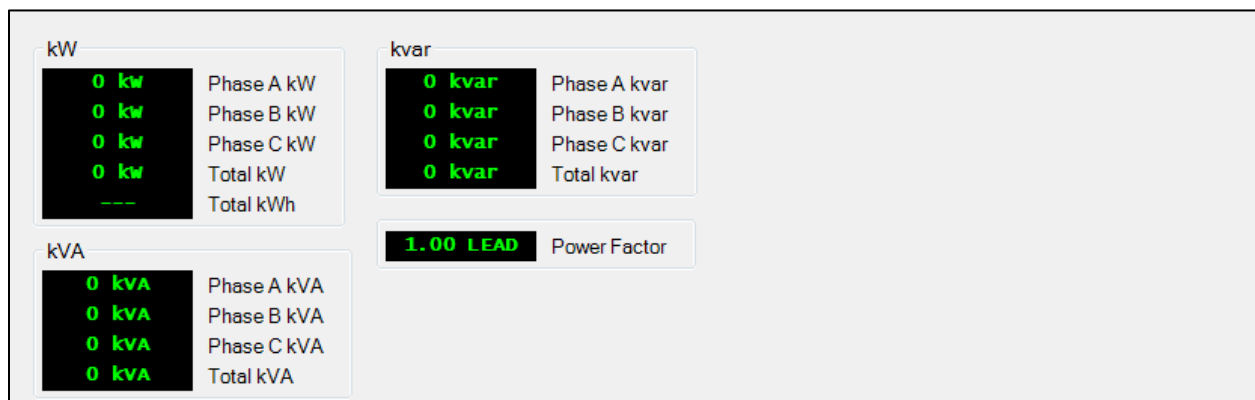 kW
0 kW Phase A kW
0 kW Phase B kW
0 kW Phase C kW
0 kW Total kW
--- Total kWh
kvar
0 kvar Phase A kvar
0 kvar Phase B kvar
0 kvar Phase C kvar
0 kvar Total kvar
1.00 LEAD Power Factor
kVA
0 kVA Phase A kVA
0 kVA Phase B kVA
0 kVA Phase C kVA
0 kVA Total kVA